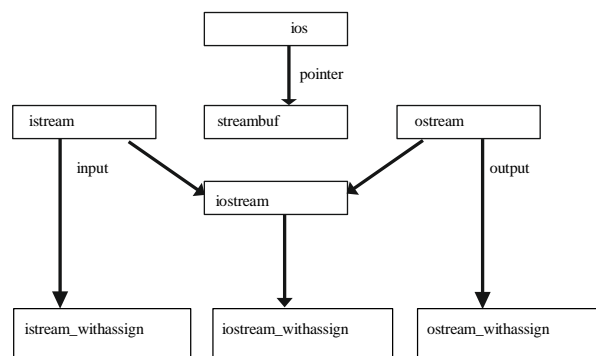 ios
pointer
istream
streambuf
ostream
input
output
iostream
istream_withassign
iostream_withassign
ostream_withassign